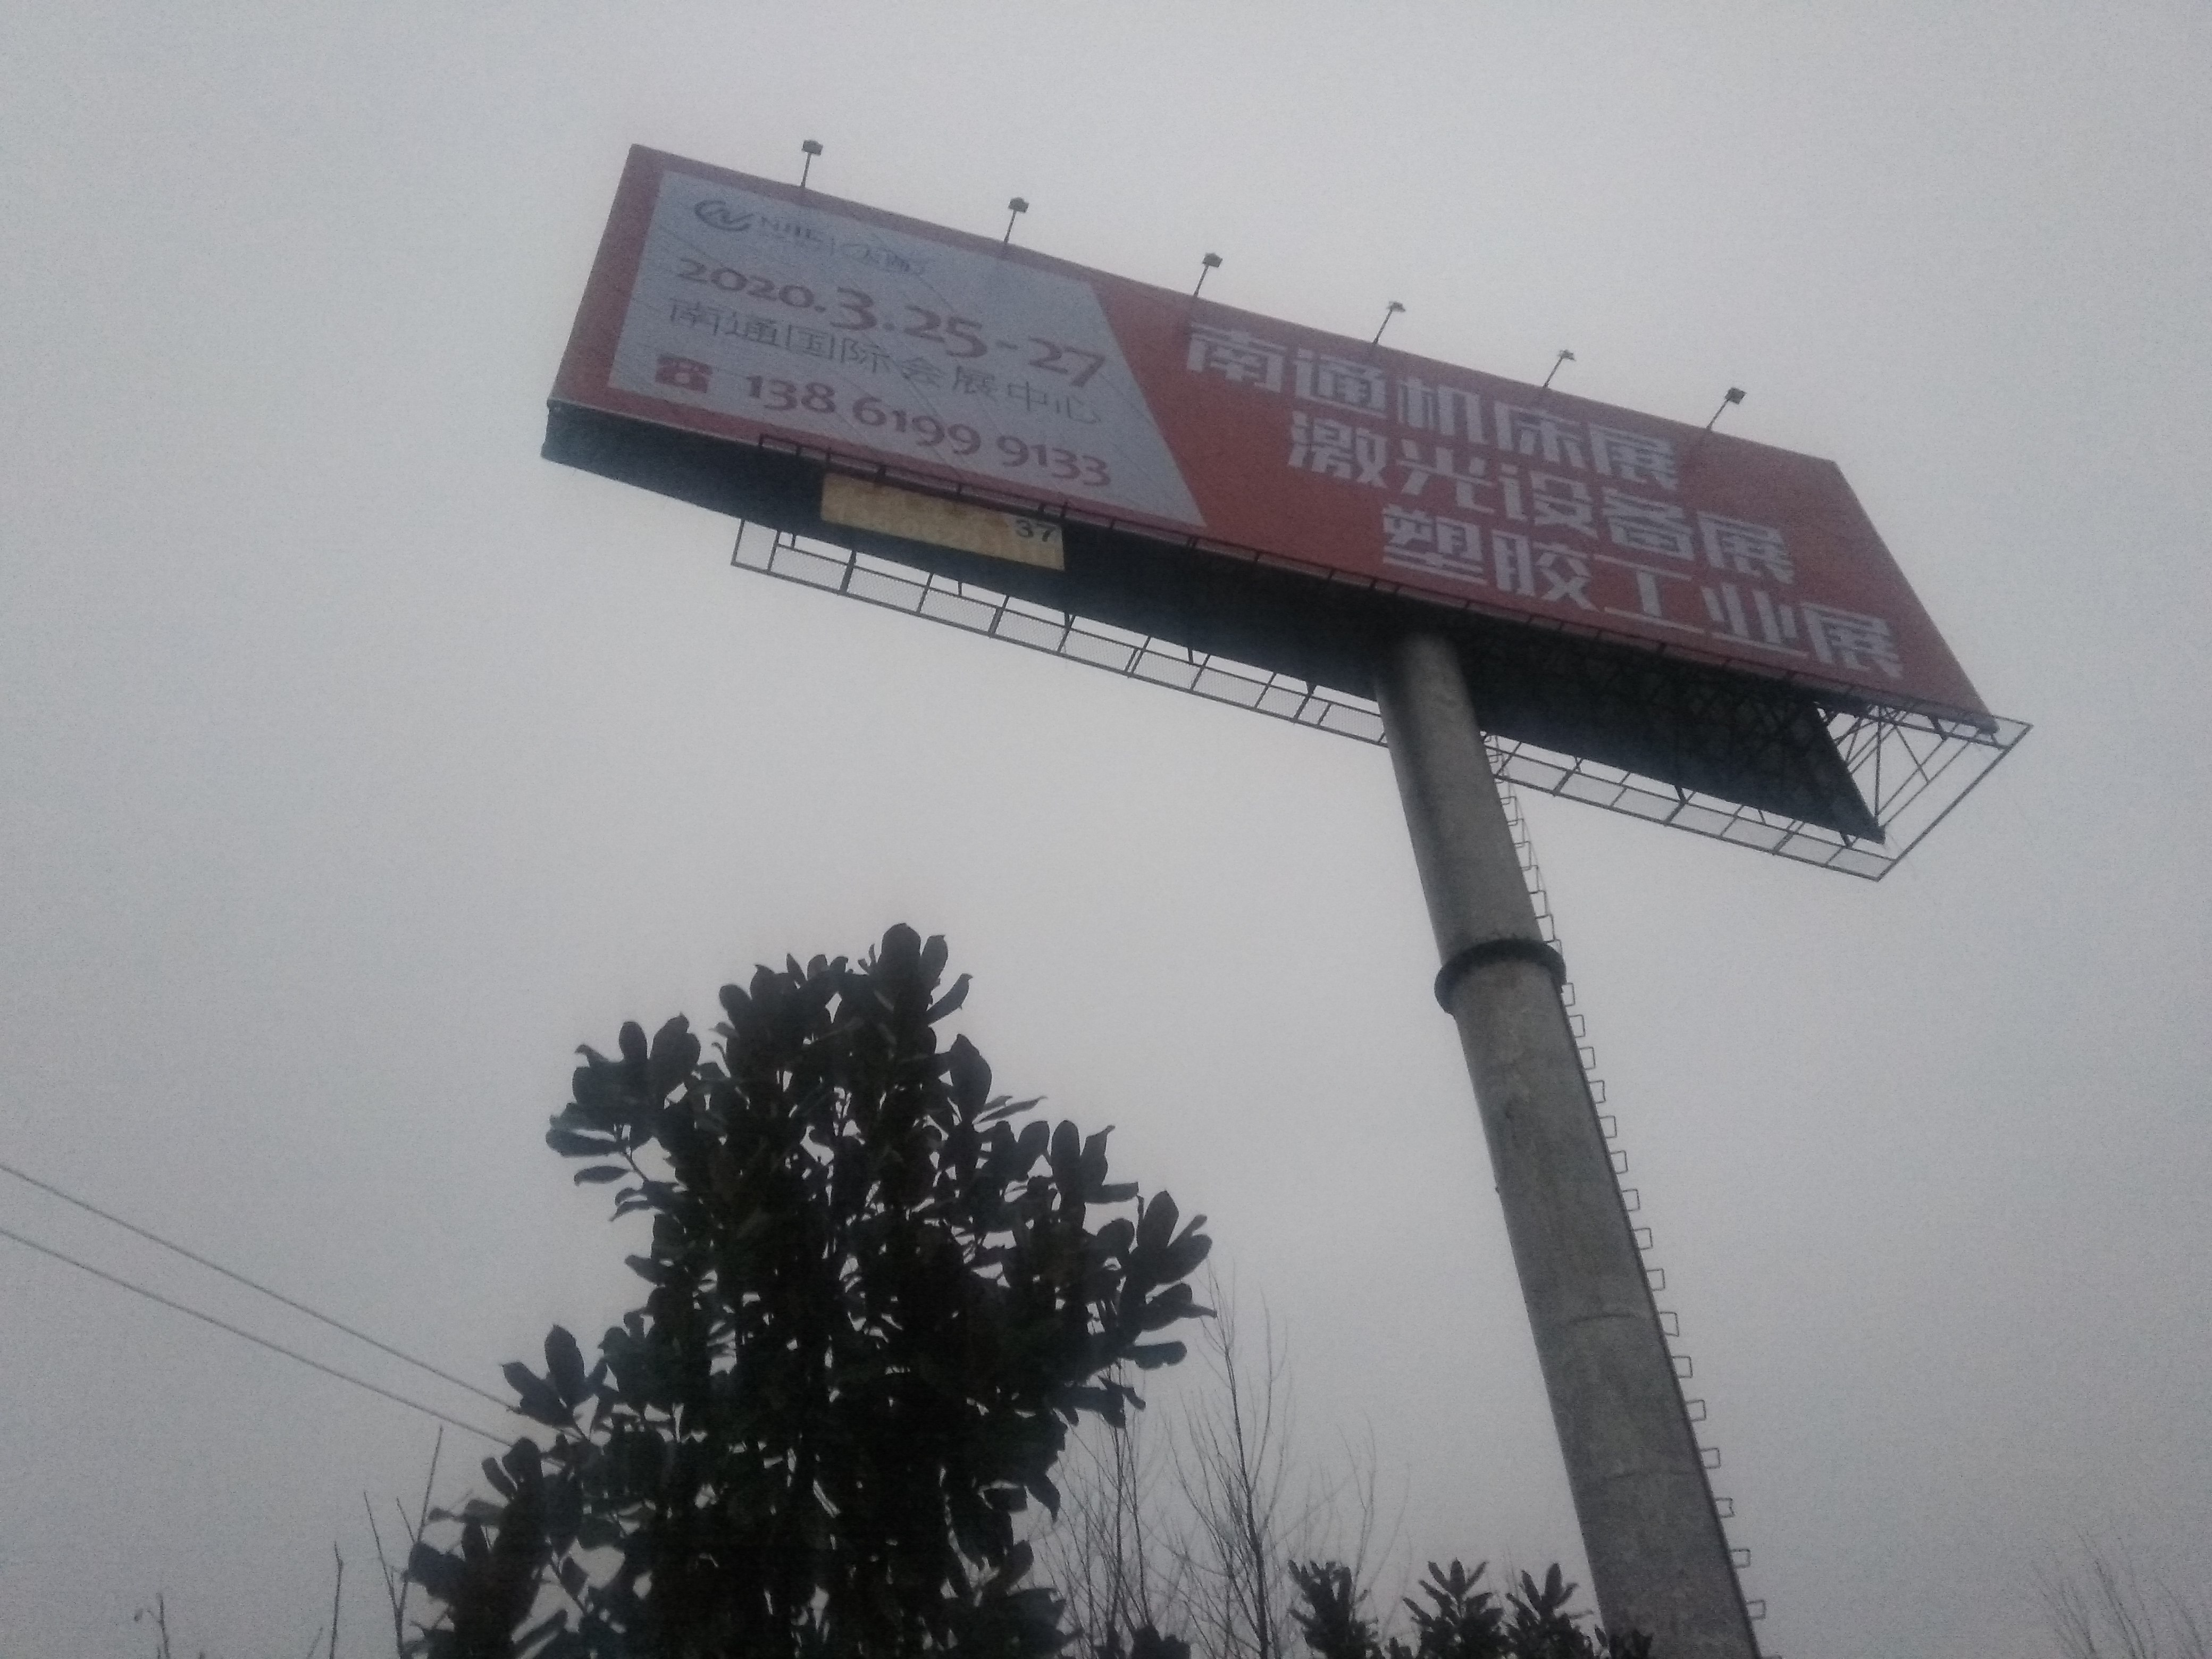 2020.3.25-27
南通国际会展中心
138 6199 9133
南通机床展
激光设备展
塑胶工业展
37